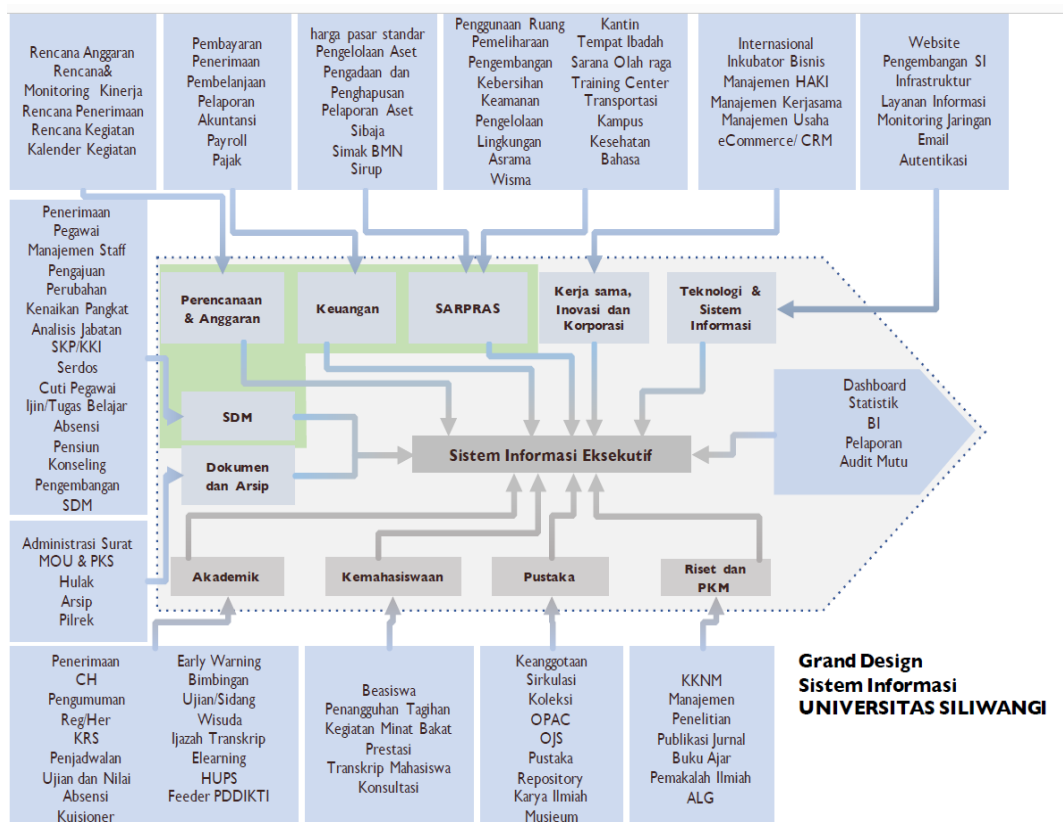 Rencana Anggaran
Rencana&
Monitoring Kinerja
Rencana Penerimaan
Rencana Kegiatan
Kalender Kegiatan
Pembayaran
Penerimaan
Pembelanjaan
Pelaporan
Akuntansi
Payroll
Pajak
harga pasar standar
Pengelolaan Aset
Pengadaan dan
Penghapusan
Pelaporan Aset
Sibaja
Simak BMN
Sirup
Penggunaan Ruang
Pemeliharaan
Pengembangan
Kebersihan
Keamanan
Pengelolaan
Lingkungan
Asrama
Wisma
Kantin
Tempat Ibadah
Sarana Olah raga
Training Center
Transportasi
Kampus
Kesehatan
Bahasa
Internasional
Inkubator Bisnis
Manajemen HAKI
Manajemen Kerjasama
Manajemen Usaha
eCommerce/ CRM
Website
Pengembangan SI
Infrastruktur
Layanan Informasi
Monitoring Jaringan
Email
Autentikasi
Penerimaan
Pegawai
Manajemen Staff
Pengajuan
Perubahan
Kenaikan Pangkat
Analisis Jabatan
SKP/KKI
Serdos
Cuti Pegawai
Ijin/Tugas Belajar
Absensi
Pensiun
Konseling
Pengembangan
SDM
Perencanaan
& Anggaran
Keuangan
SARPRAS
Kerja sama,
Inovasi dan
Korporasi
Teknologi &
Sistem
Informasi
SDM
Dokumen
dan Arsip
Sistem Informasi Eksekutif
Dashboard
Statistik
BI
Pelaporan
Audit Mutu
Administrasi Surat
MOU & PKS
Hulak
Arsip
Pilrek
Akademik
Kemahasiswaan
Pustaka
Riset dan
PKM
Penerimaan
CH
Pengumuman
Reg/Her
KRS
Penjadwalan
Ujian dan Nilai
Absensi
Kuisioner
Early Warning
Bimbingan
Ujian/Sidang
Wisuda
Ijazah Transkrip
Elearning
HUPS
Feeder PDDIKTI
Beasiswa
Penangguhan Tagihan
Kegiatan Minat Bakat
Prestasi
Transkrip Mahasiswa
Konsultasi
Keanggotaan
Sirkulasi
Koleksi
OPAC
OJS
Pustaka
Repository
Karya Ilmiah
Musieum
KKNM
Manajemen
Penelitian
Publikasi Jurnal
Buku Ajar
Pemakalah Ilmiah
ALG
Grand Design
Sistem Informasi
UNIVERSITAS SILIWANGI